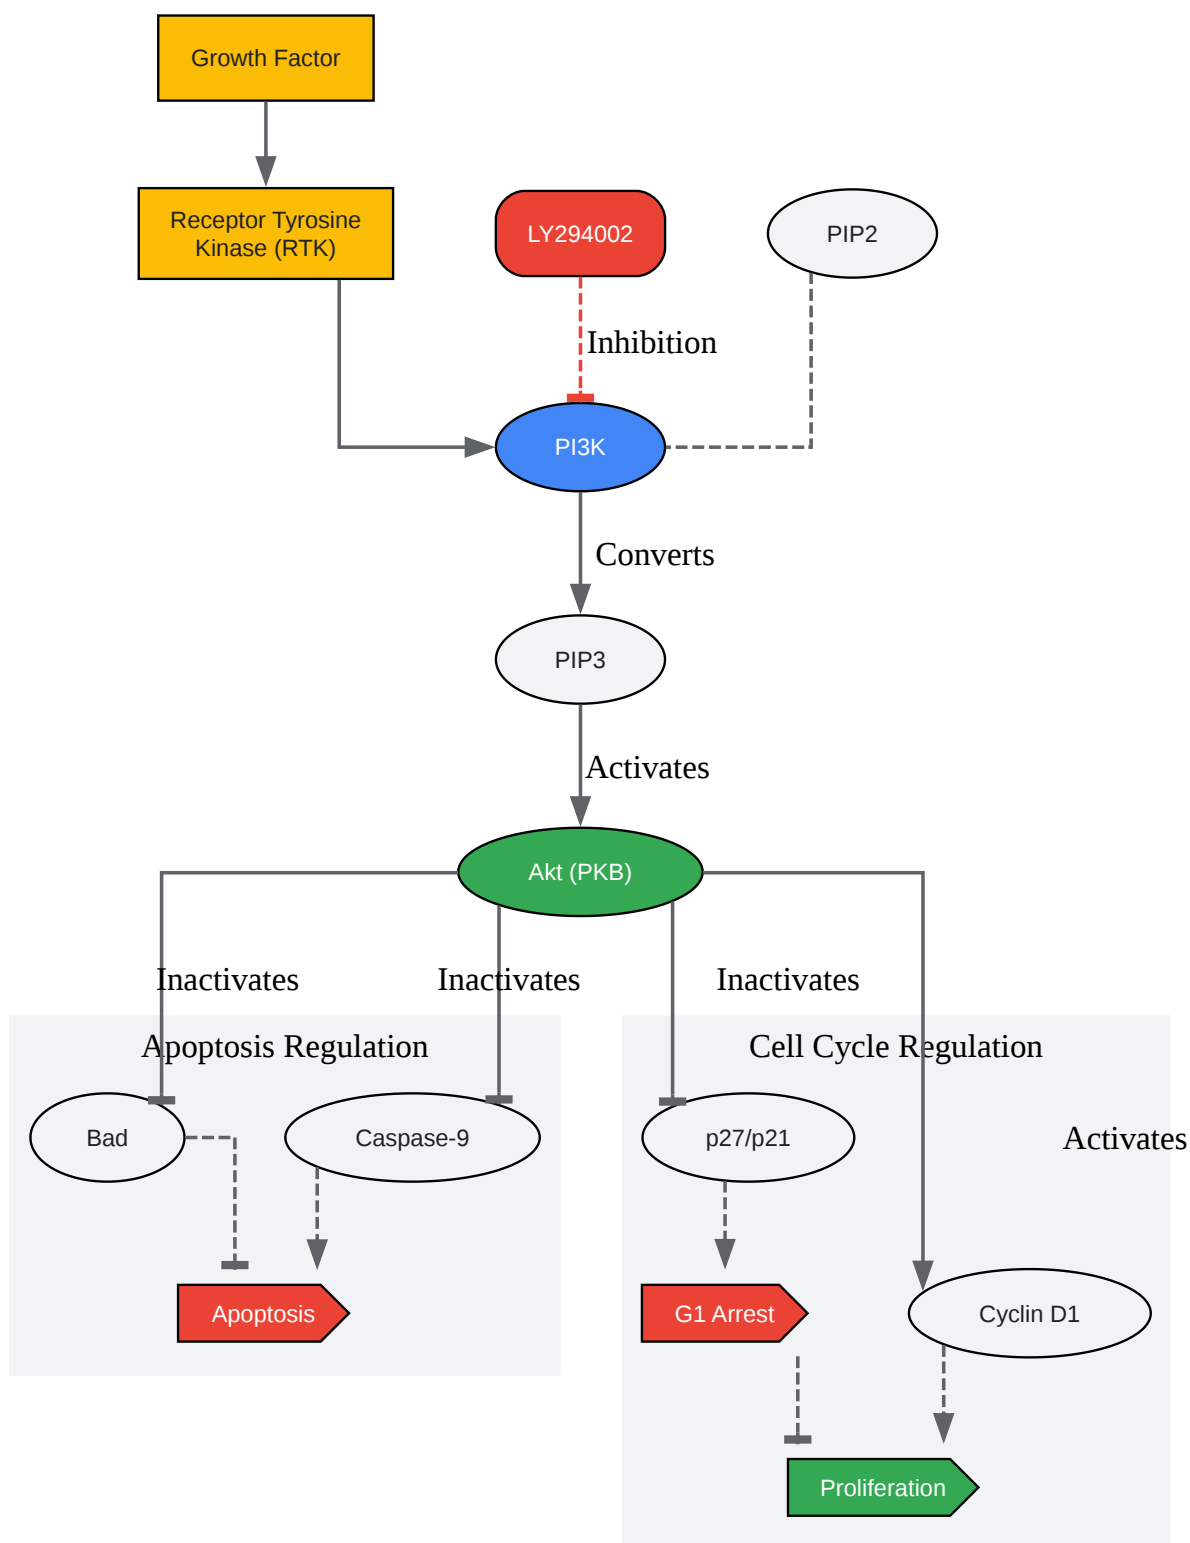 Growth Factor
Receptor Tyrosine
Kinase (RTK)
LY294002
PIP2
Inhibition
PI3K
Converts
PIP3
Activates
Akt (PKB)
Inactivates
Inactivates
Inactivates
Apoptosis Regulation
Cell Cycle Regulation
Bad
Caspase-9
p27/p21
Activates
Apoptosis
G1 Arrest
Cyclin D1
Proliferation